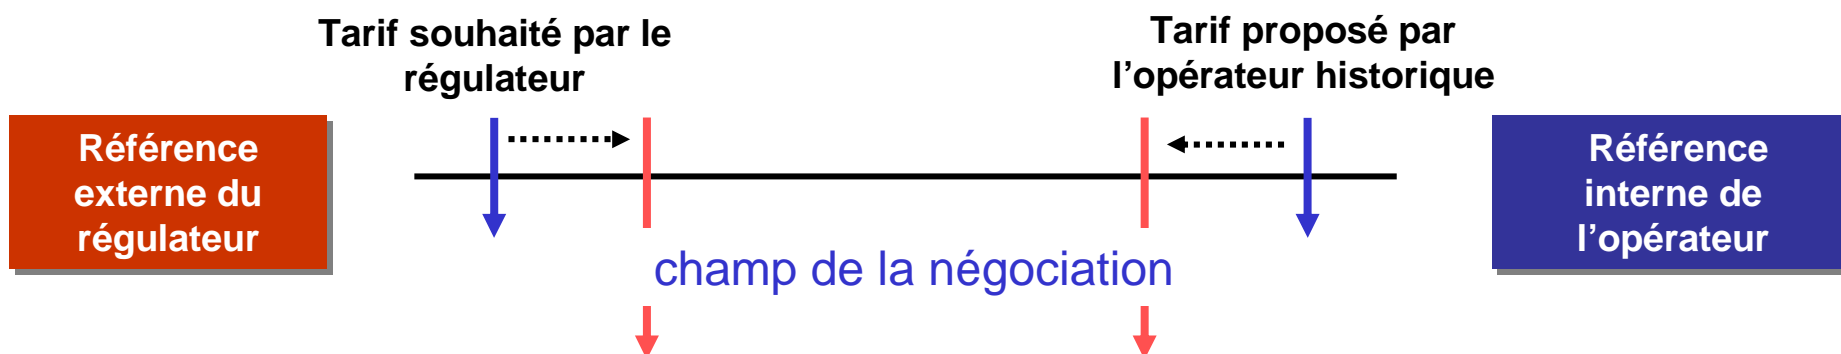 Tarif souhaité par le
régulateur
Tarif proposé par
l’opérateur historique
Référence
externe du
régulateur
Référence
interne de
l’opérateur
champ de la négociation